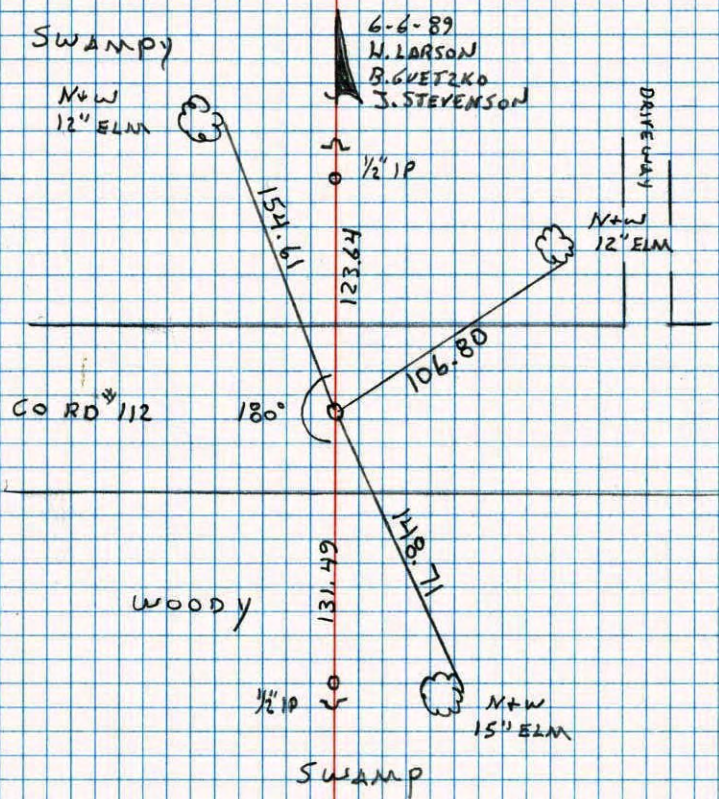 SWAMPY
6-6-89
W. LARSON
B. GUETZKO
J. STEVENSON
N+W
12" ELM
1/2" IP
DRIVEWAY
154.61
123.64
N+W
12" ELM
106.80
CO RD #112
180°
131.49
148.71
WOODY
1/2" IP
N+W
15" ELM
SWAMP